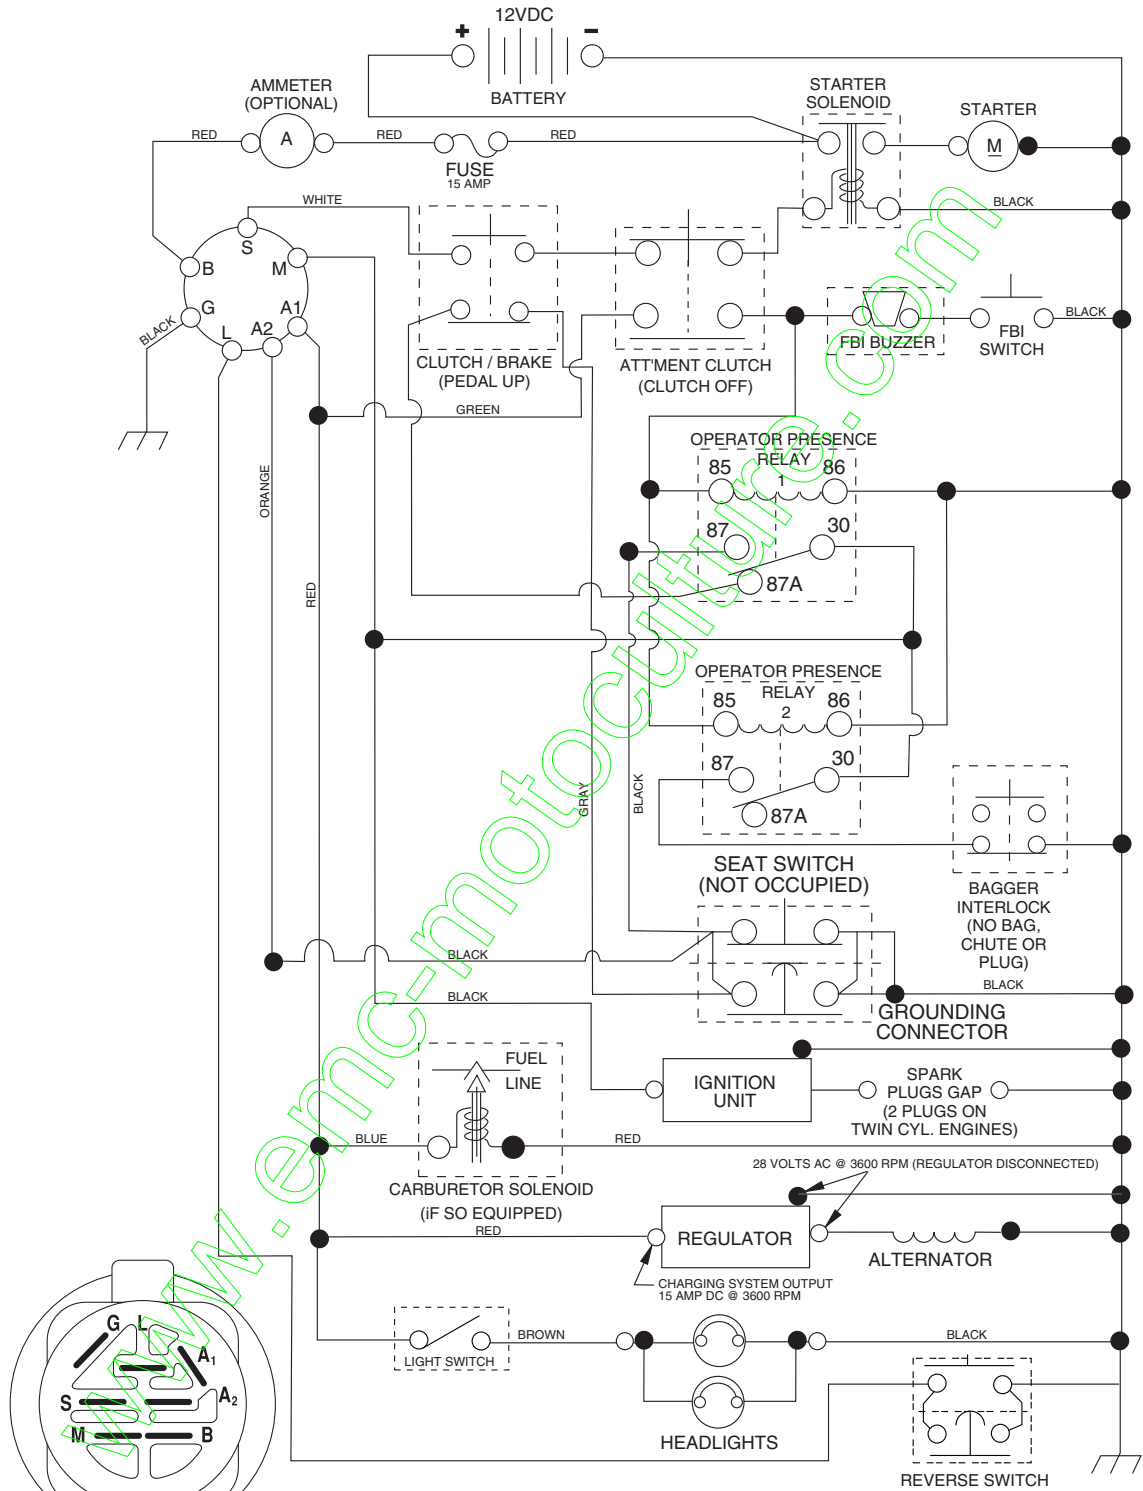 12VDC
+
-
BATTERY
AMMETER
(OPTIONAL)
STARTER
SOLENOID
STARTER
RED
A
RED
RED
M
FUSE
15 AMP
WHITE
BLACK
S
B
M
G
A1
L
A2
BLACK
FBI BUZZER
FBI
SWITCH
BLACK
CLUTCH / BRAKE
(PEDAL UP)
ATT'MENT CLUTCH
(CLUTCH OFF)
GREEN
OPERATOR PRESENCE
RELAY
1
85
86
87
30
87A
ORANGE
RED
OPERATOR PRESENCE
RELAY
2
85
86
87
30
87A
GRAY
BLACK
SEAT SWITCH
(NOT OCCUPIED)
BAGGER
INTERLOCK
(NO BAG,
CHUTE OR
PLUG)
BLACK
BLACK
BLACK
GROUNDING
CONNECTOR
FUEL
LINE
IGNITION
UNIT
SPARK
PLUGS GAP
(2 PLUGS ON
TWIN CYL. ENGINES)
BLUE
RED
CARBURETOR SOLENOID
(iF SO EQUIPPED)
28 VOLTS AC @ 3600 RPM (REGULATOR DISCONNECTED)
RED
REGULATOR
ALTERNATOR
CHARGING SYSTEM OUTPUT
15 AMP DC @ 3600 RPM
LIGHT SWITCH
BROWN
BLACK
HEADLIGHTS
REVERSE SWITCH
G
L
A1
A2
S
M
B
www.emc-motoculture.com